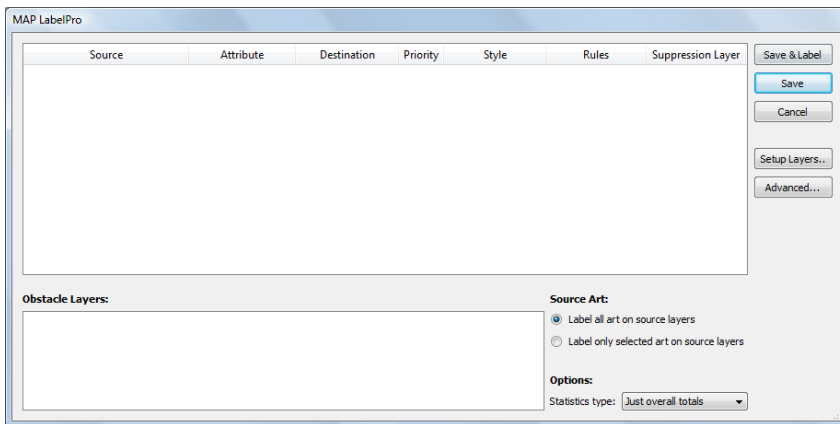 MAP LabelPro
Source Attribute Destination Priority Style Rules Suppression Layer
Save & Label
Save
Cancel
Setup Layers..
Advanced...
Obstacle Layers:
Source Art:
Label all art on source layers
Label only selected art on source layers
Options:
Statistics type: Just overall totals